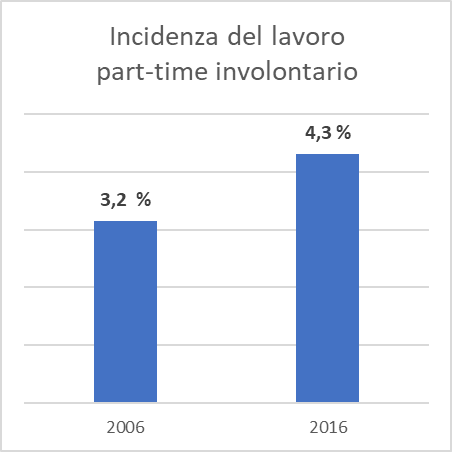 Incidenza del lavoro
part-time involontario
3,2 %
4,3 %
2006
2016